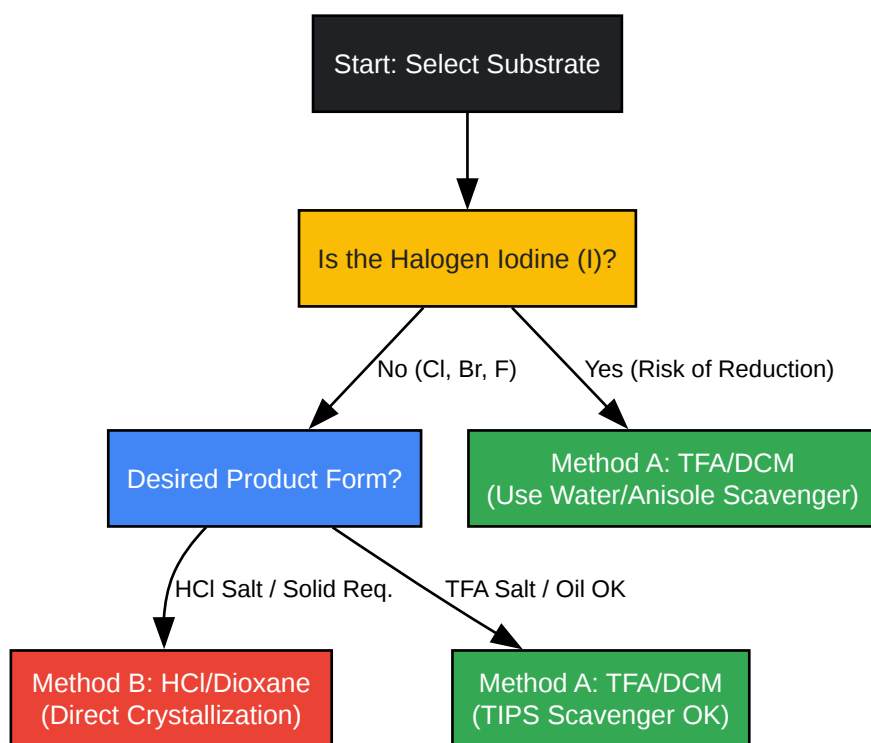 Start: Select Substrate
Is the Halogen Iodine (I)?
No (Cl, Br, F)
Yes (Risk of Reduction)
Desired Product Form?
Method A: TFA/DCM
(Use Water/Anisole Scavenger)
HCl Salt / Solid Req.
TFA Salt / Oil OK
Method B: HCl/Dioxane
(Direct Crystallization)
Method A: TFA/DCM
(TIPS Scavenger OK)